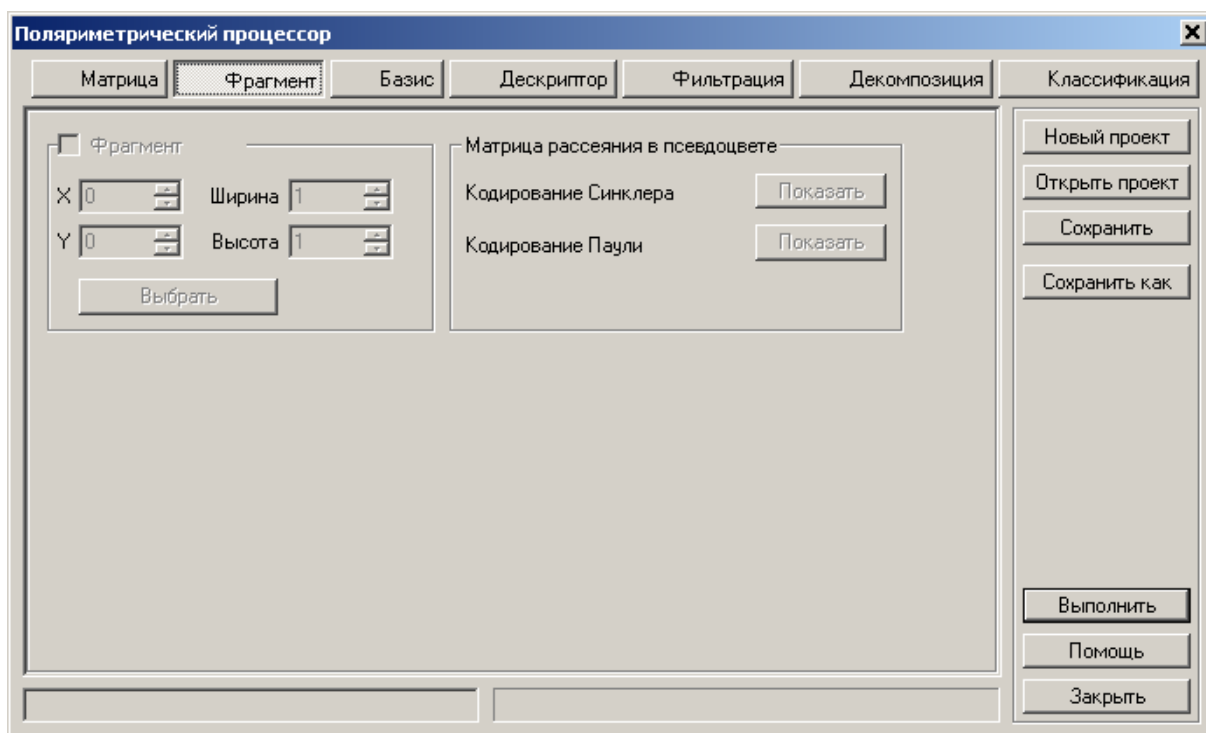 Поляриметрический процессор
Матрица Фрагмент Базис Дескриптор Фильтрация Декомпозиция Классификация
Фрагмент
X 0 Ширина 1
Y 0 Высота 1
Выбрать
Матрица рассеяния в псевдоцвете
Кодирование Синклера Показать
Кодирование Паули Показать
Новый проект
Открыть проект
Сохранить
Сохранить как
Выполнить
Помощь
Закрыть